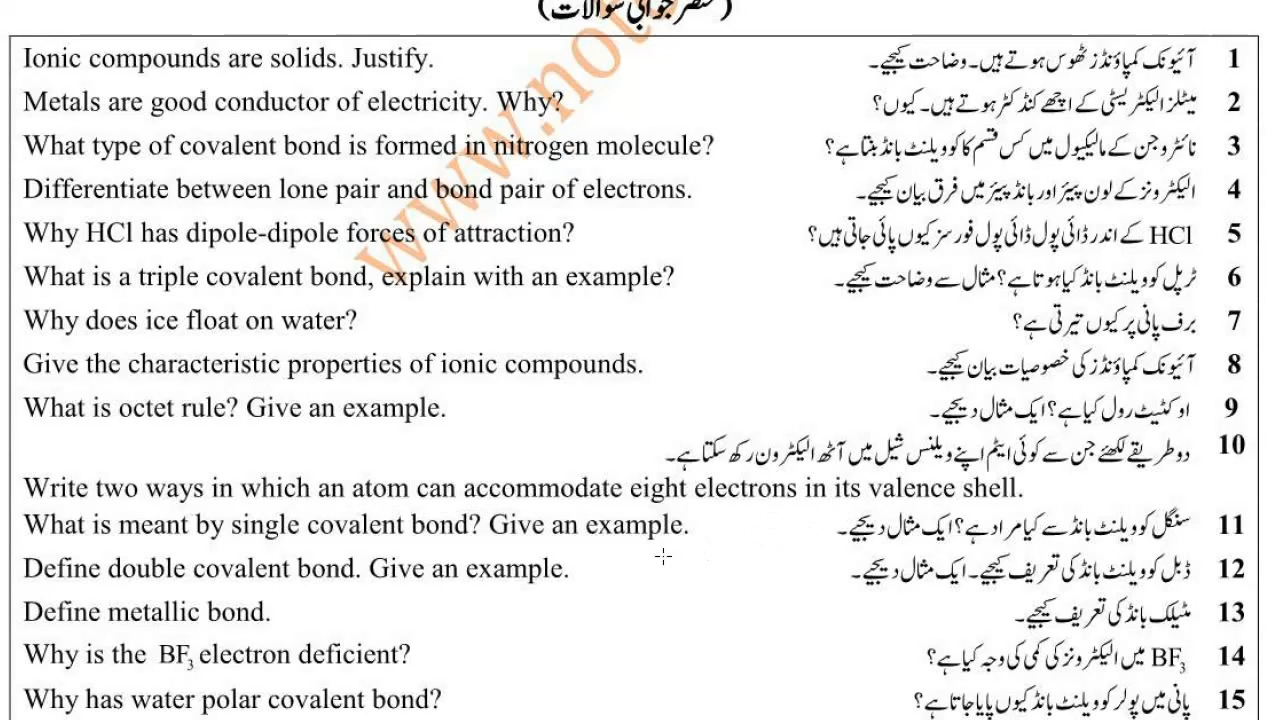 (مختصر جوابی سوالات)
Ionic compounds are solids. Justify. آئیونک کمپاؤنڈز ٹھوس ہوتے ہیں۔ وضاحت کیجیے۔ 1
Metals are good conductor of electricity. Why? میٹلز الیکٹریسٹی کے اچھے کنڈکٹر ہوتے ہیں۔ کیوں؟ 2
What type of covalent bond is formed in nitrogen molecule? نائٹروجن کے مالیکیول میں کس قسم کا کوویلنٹ بانڈ بنتا ہے؟ 3
Differentiate between lone pair and bond pair of electrons. الیکٹرونز کے لون پیئر اور بانڈ پیئر میں فرق بیان کیجیے۔ 4
Why HCl has dipole-dipole forces of attraction? HCl کے اندر ڈائی پول ڈائی پول فورسز کیوں پائی جاتی ہیں؟ 5
What is a triple covalent bond, explain with an example? ٹرپل کوویلنٹ بانڈ کیا ہوتا ہے؟ مثال سے وضاحت کیجیے۔ 6
Why does ice float on water? برف پانی پر کیوں تیرتی ہے؟ 7
Give the characteristic properties of ionic compounds. آئیونک کمپاؤنڈز کی خصوصیات بیان کیجیے۔ 8
What is octet rule? Give an example. اوکٹیٹ رول کیا ہے؟ ایک مثال دیجیے۔ 9
دو طریقے لکھئے جن سے کوئی ایٹم اپنے ویلنس شیل میں آٹھ الیکٹرون رکھ سکتا ہے۔ 10
Write two ways in which an atom can accommodate eight electrons in its valence shell.
What is meant by single covalent bond? Give an example. سنگل کوویلنٹ بانڈ سے کیا مراد ہے؟ ایک مثال دیجیے۔ 11
Define double covalent bond. Give an example. ڈبل کوویلنٹ بانڈ کی تعریف کیجیے۔ ایک مثال دیجیے۔ 12
Define metallic bond. مٹیلک بانڈ کی تعریف کیجیے۔ 13
Why is the BF₃ electron deficient? BF₃ میں الیکٹرونز کی کمی کی وجہ کیا ہے؟ 14
Why has water polar covalent bond? پانی میں پولر کوویلنٹ بانڈ کیوں پایا جاتا ہے؟ 15
www.not